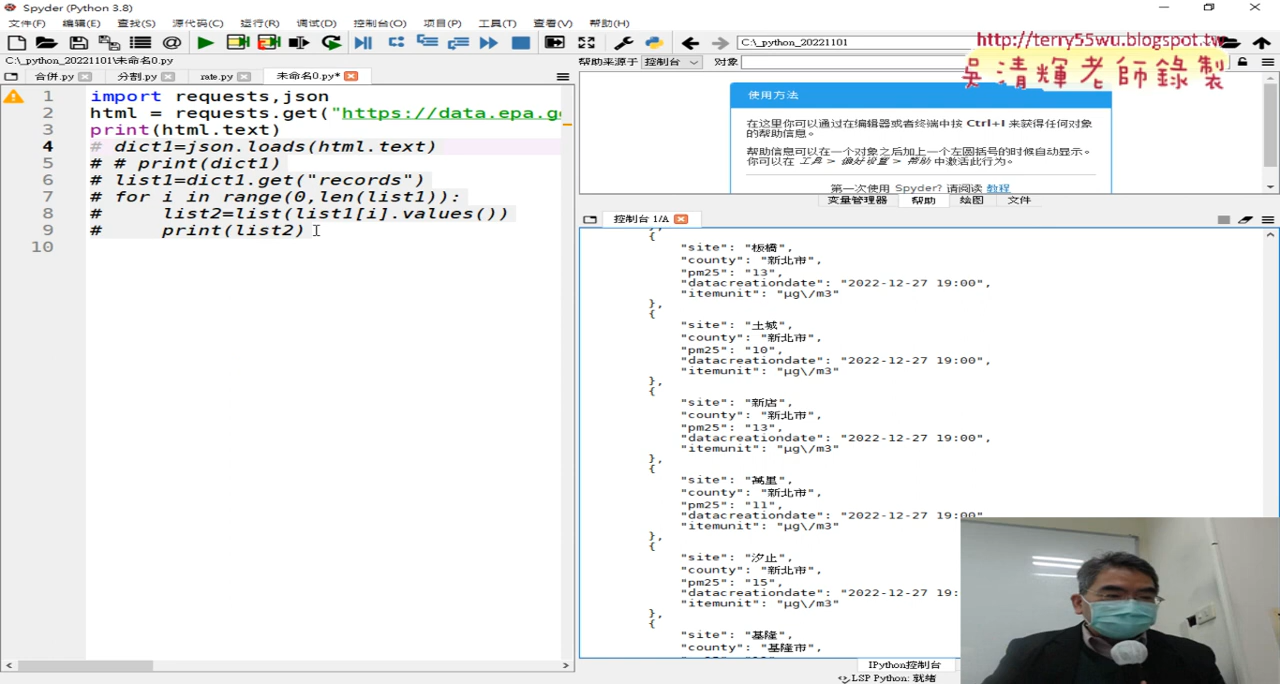 Spyder (Python 3.8)
文件(F) 编辑(E) 查找(S) 源代码(C) 运行(R) 调试(D) 控制台(O) 项目(P) 工具(T) 查看(V) 帮助(H)
C:\_python_20221101
http://terry55wu.blogspot.tw
吳清輝老師錄製
C:\_python_20221101\未命名0.py
合併.py 分割.py rate.py 未命名0.py*
帮助来源于 控制台 对象
1 import requests,json
2 html = requests.get("https://data.epa.g
3 print(html.text)
4 # dict1=json.loads(html.text)
5 # # print(dict1)
6 # list1=dict1.get("records")
7 # for i in range(0,len(list1)):
8 #     list2=list(list1[i].values())
9 #     print(list2)
10
使用方法
在这里你可以通过在编辑器或者终端中按 Ctrl+I 来获得任何对象
的帮助信息。
帮助信息可以在一个对象之后加上一个左圆括号的时候自动显示。
你可以在 工具 > 偏好设置 > 帮助 中激活此行为。
第一次使用 Spyder? 请阅读 教程
变量管理器 帮助 绘图 文件
控制台 1/A
},
{
"site": "板橋",
"county": "新北市",
"pm25": "13",
"datacreationdate": "2022-12-27 19:00",
"itemunit": "μg\/m3"
},
{
"site": "土城",
"county": "新北市",
"pm25": "10",
"datacreationdate": "2022-12-27 19:00",
"itemunit": "μg\/m3"
},
{
"site": "新店",
"county": "新北市",
"pm25": "13",
"datacreationdate": "2022-12-27 19:00",
"itemunit": "μg\/m3"
},
{
"site": "萬里",
"county": "新北市",
"pm25": "11",
"datacreationdate": "2022-12-27 19:00"
"itemunit": "μg\/m3"
},
{
"site": "汐止",
"county": "新北市",
"pm25": "15",
"datacreationdate": "2022-12-27 19:
"itemunit": "μg\/m3"
},
{
"site": "基隆",
"county": "基隆市",
IPython控制台
LSP Python: 就绪